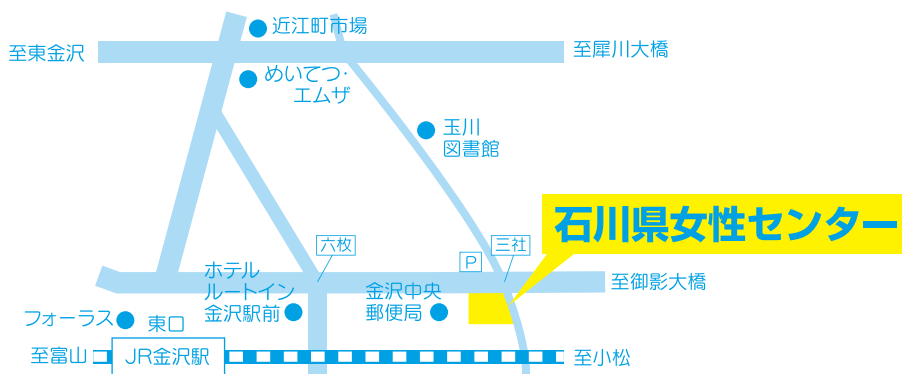 近江町市場
至東金沢
至犀川大橋
めいてつ・
エムザ
玉川
図書館
石川県女性センター
六枚
三社
P
ホテル
ルートイン
金沢駅前
金沢中央
郵便局
至御影大橋
フォーラス
東口
至富山
JR金沢駅
至小松